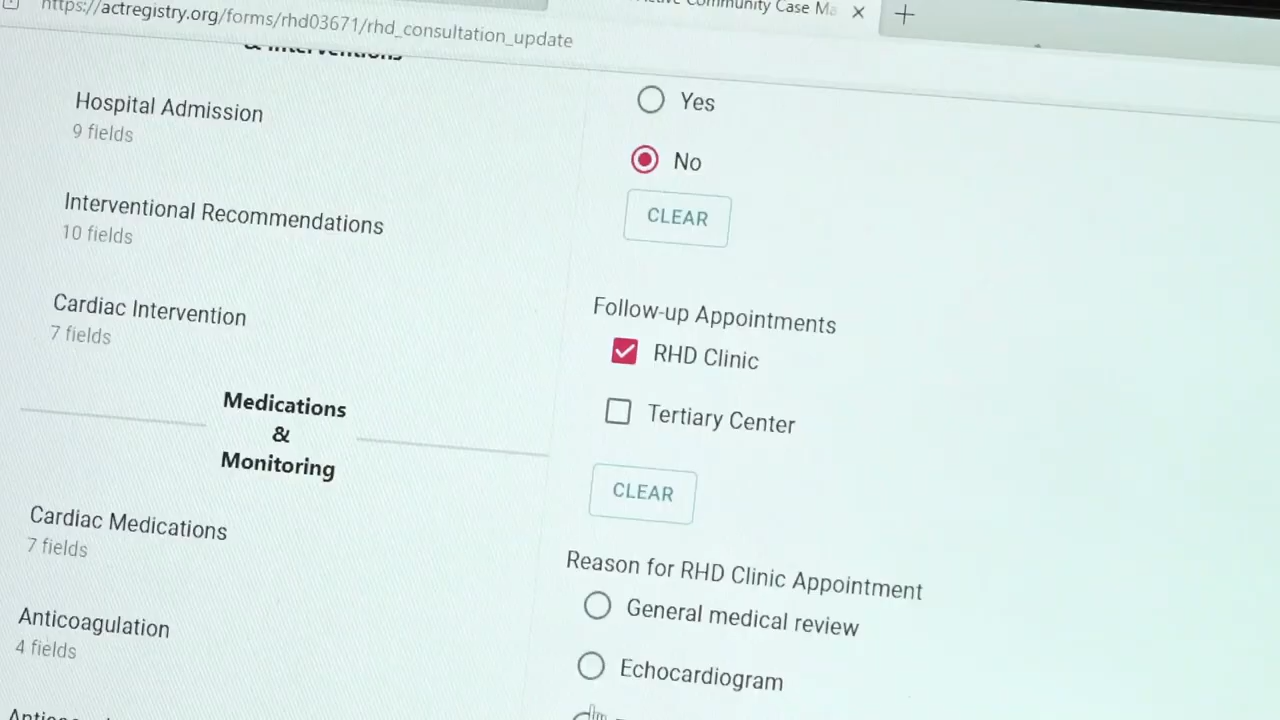 https://actregistry.org/forms/rhd03671/rhd_consultation_update
Community Case Ma
& Interventions
Hospital Admission
9 fields
Interventional Recommendations
10 fields
Cardiac Intervention
7 fields
Medications
&
Monitoring
Cardiac Medications
7 fields
Anticoagulation
4 fields
Yes
No
CLEAR
Follow-up Appointments
RHD Clinic
Tertiary Center
CLEAR
Reason for RHD Clinic Appointment
General medical review
Echocardiogram